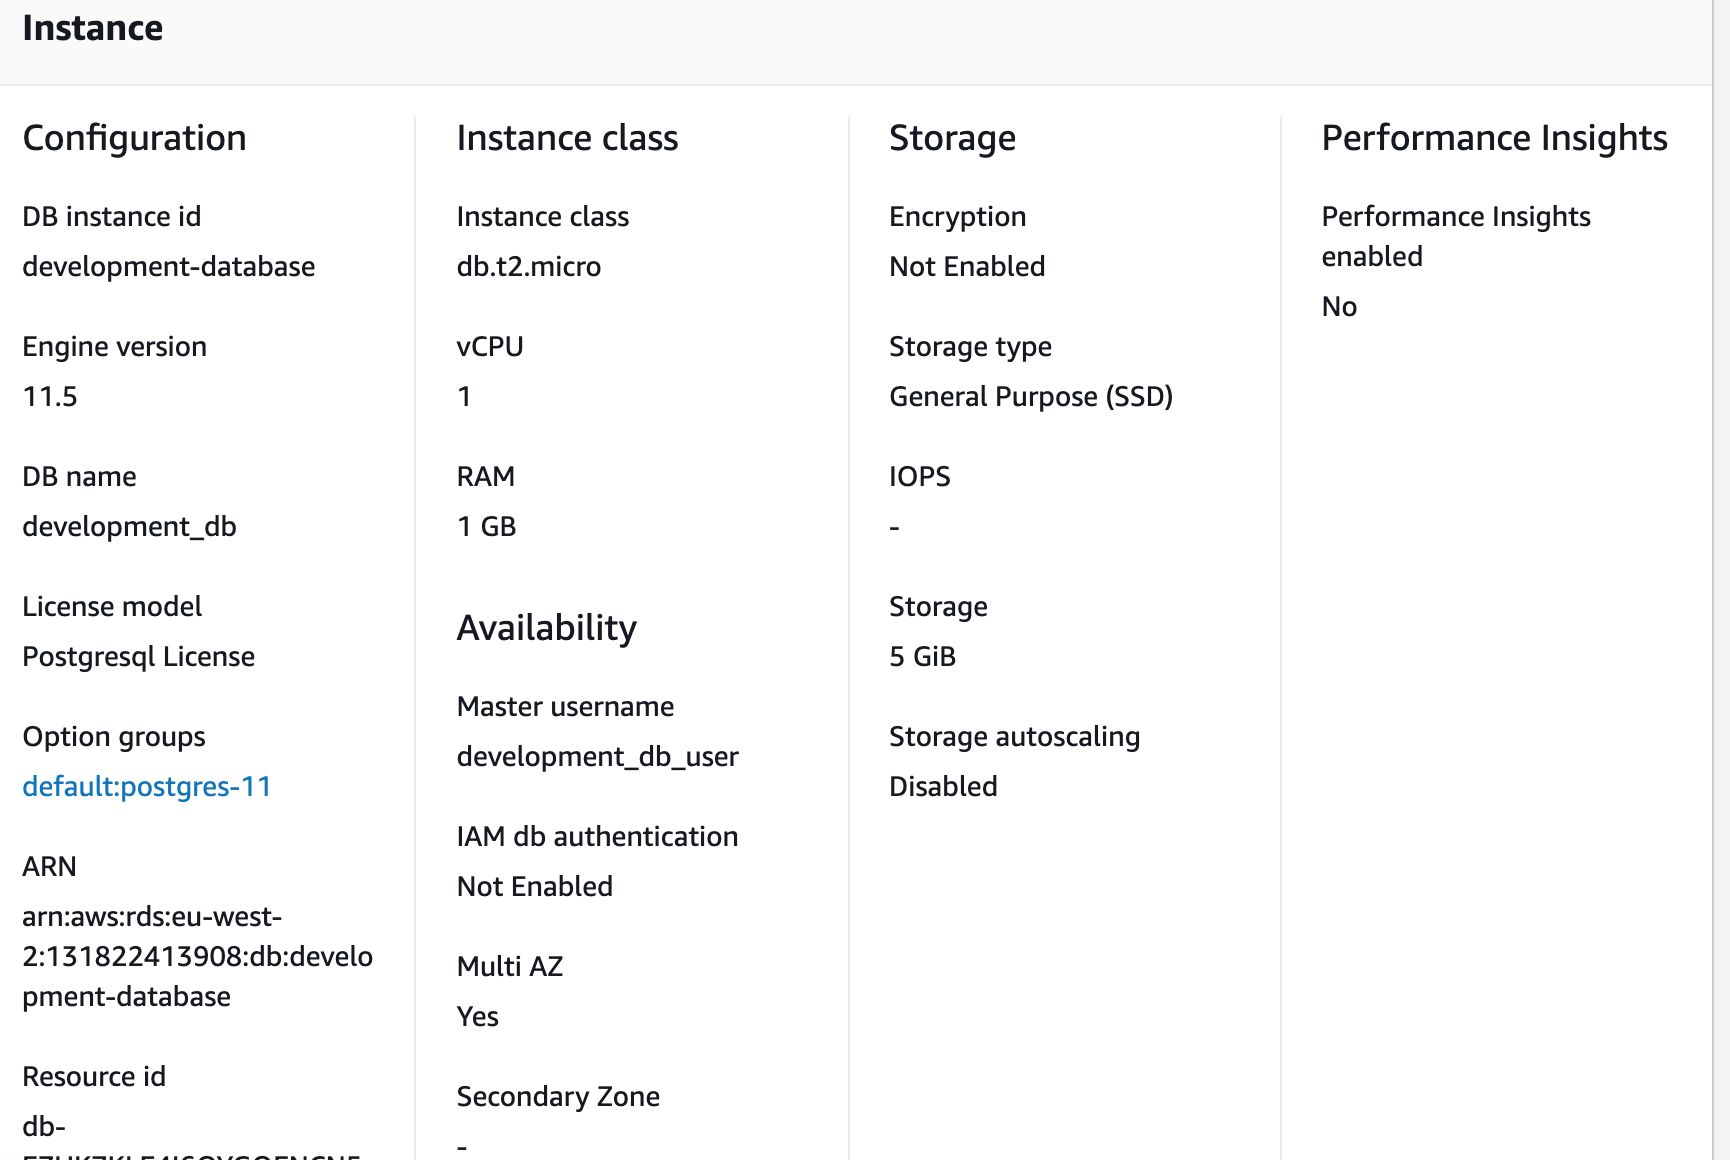 Instance
Configuration
DB instance id
development-database
Engine version
11.5
DB name
development_db
License model
Postgresql License
Option groups
default:postgres-11
ARN
arn:aws:rds:eu-west-
2:131822413908:db:develo
pment-database
Resource id
db-
Instance class
Instance class
db.t2.micro
vCPU
1
RAM
1 GB
Availability
Master username
development_db_user
IAM db authentication
Not Enabled
Multi AZ
Yes
Secondary Zone
-
Storage
Encryption
Not Enabled
Storage type
General Purpose (SSD)
IOPS
-
Storage
5 GiB
Storage autoscaling
Disabled
Performance Insights
Performance Insights
enabled
No